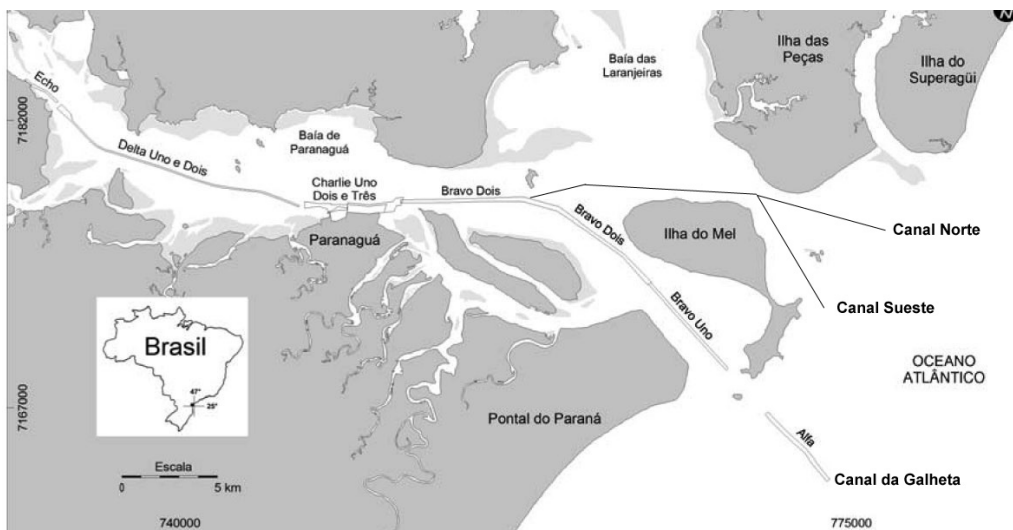 N
Ilha das
Peças
Ilha do
Superagüi
Baía das
Laranjeiras
Echo
7182000
Baía de
Paranaguá
Delta Uno e Dois
Charlie Uno
Dois e Três
Bravo Dois
Paranaguá
Bravo Dois
Ilha do Mel
Canal Norte
Bravo Uno
Canal Sueste
Brasil
47°
25°
OCEANO
ATLÂNTICO
7167000
Pontal do Paraná
Alfa
Escala
0
5 km
Canal da Galheta
740000
775000